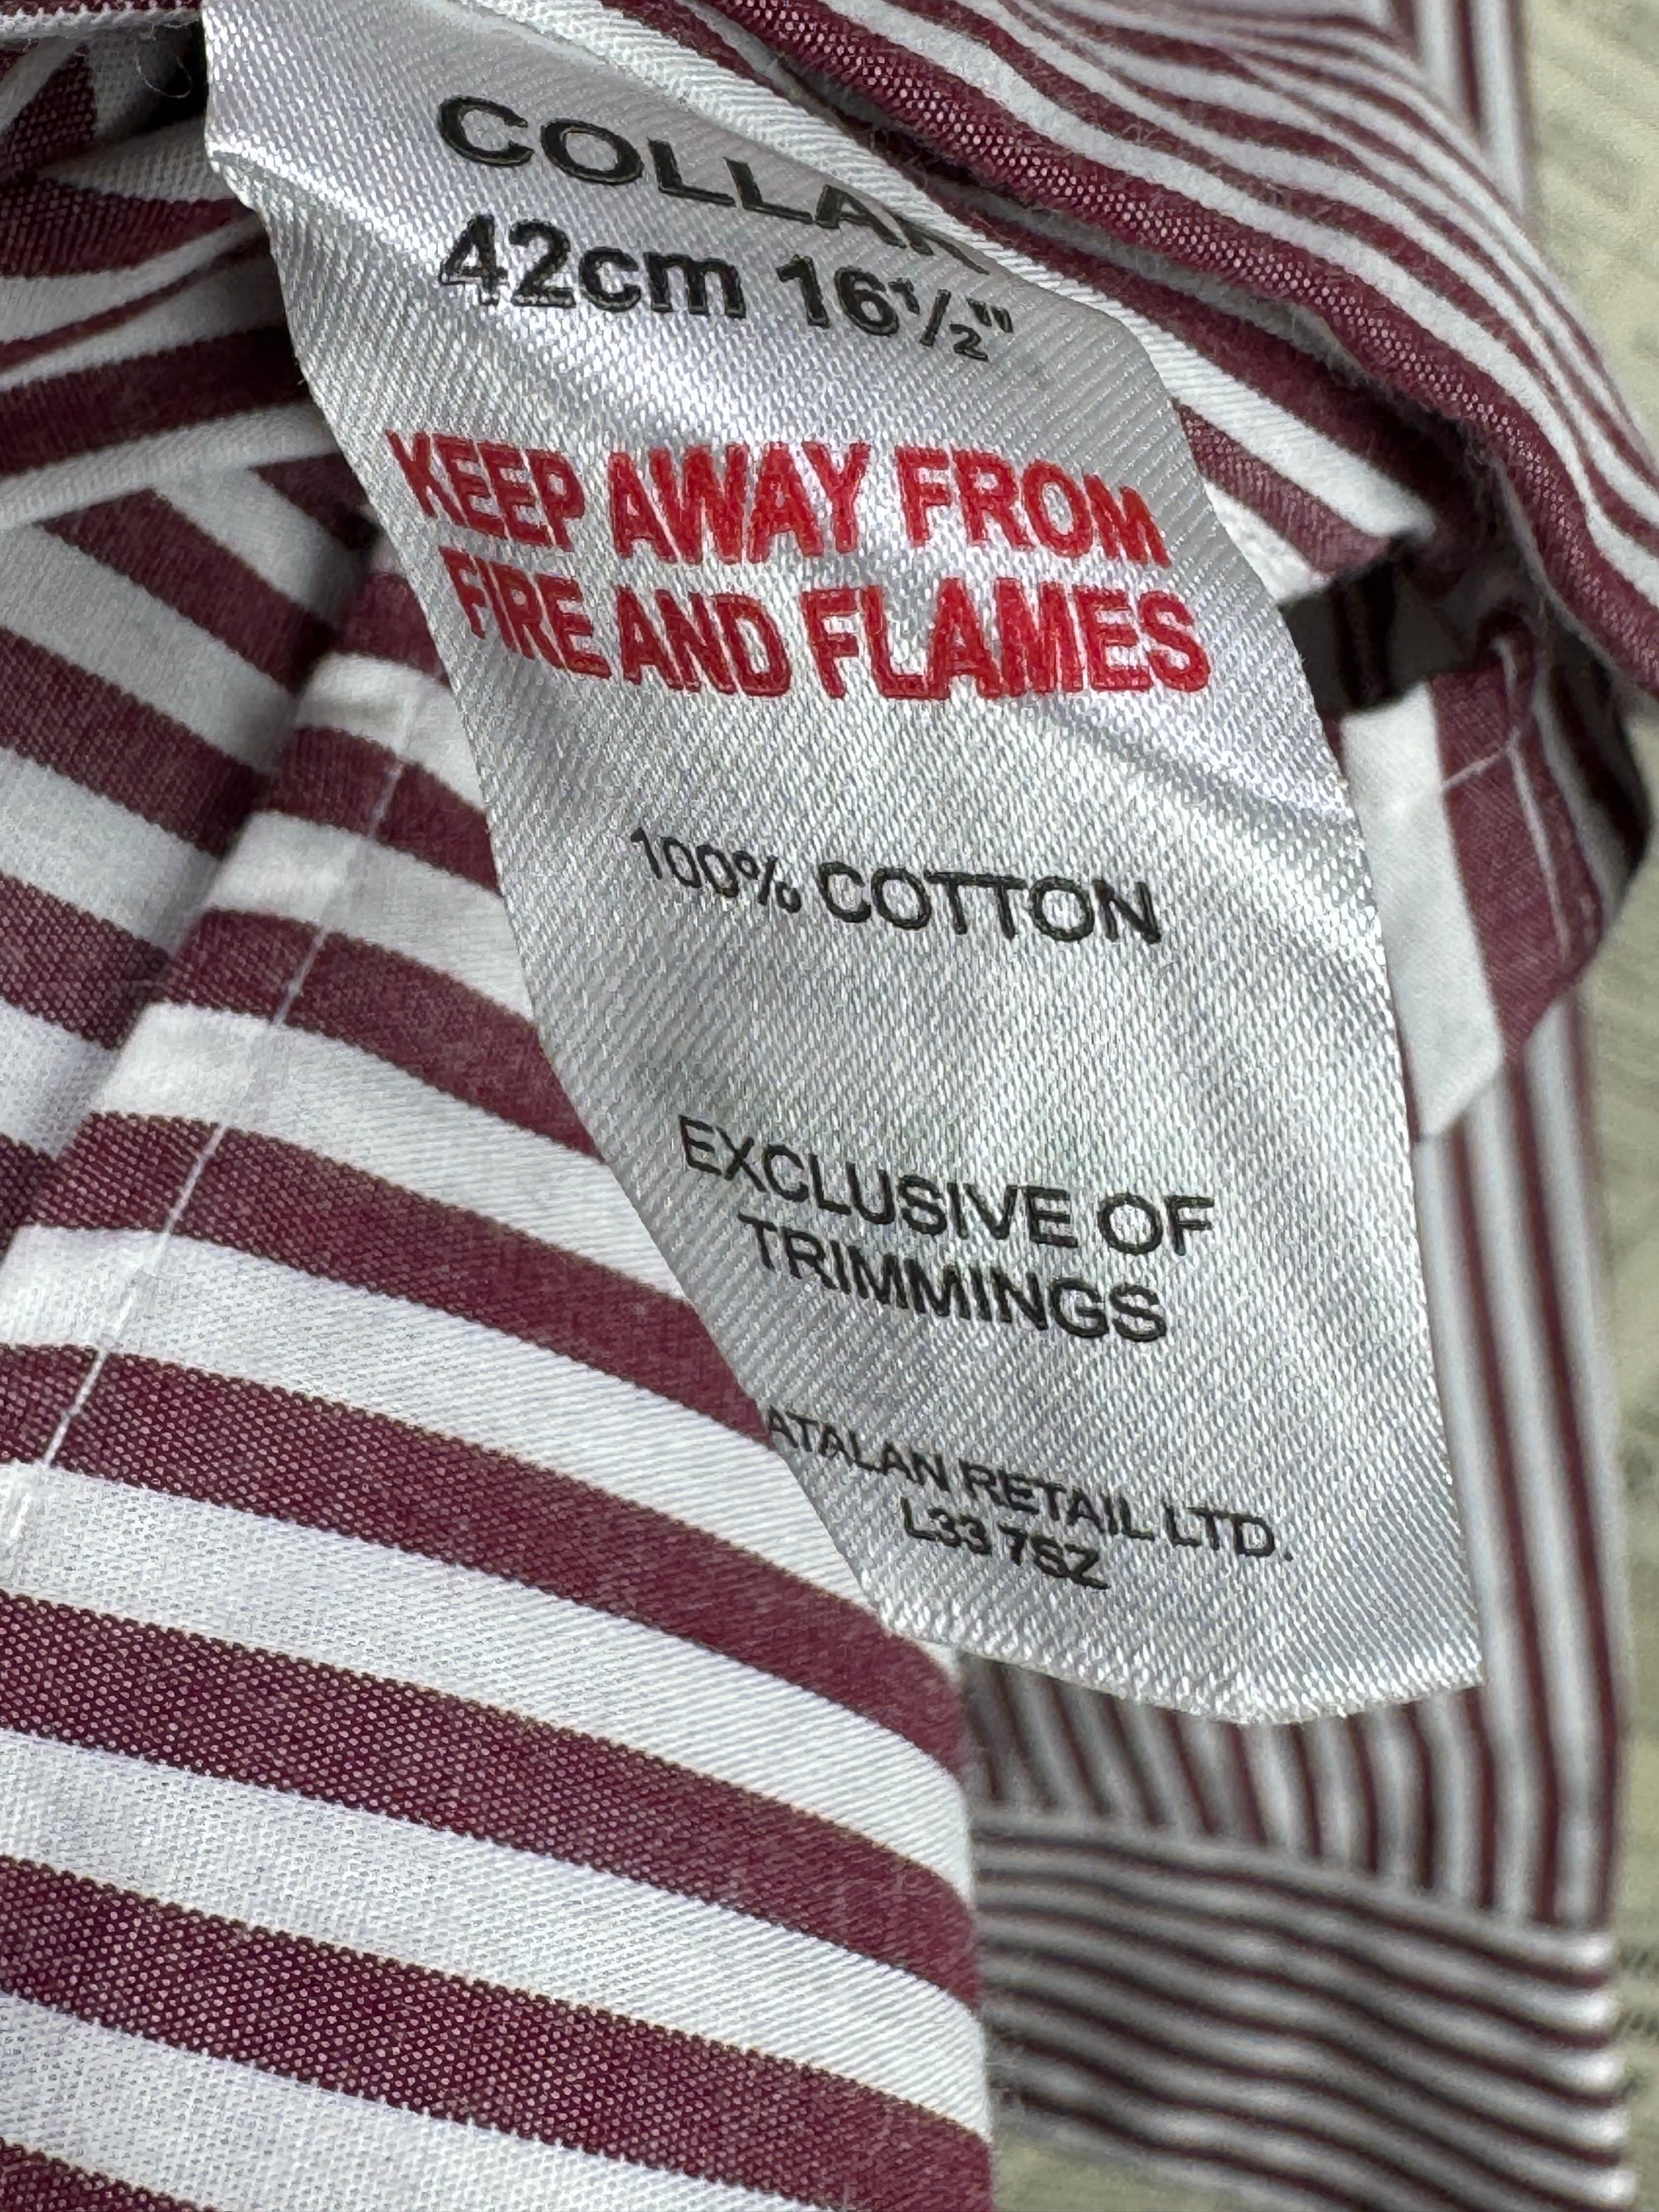 COLLAR
42cm 16½"
KEEP AWAY FROM
FIRE AND FLAMES
100% COTTON
EXCLUSIVE OF
TRIMMINGS
ATALAN RETAIL LTD.
L33 7SZ